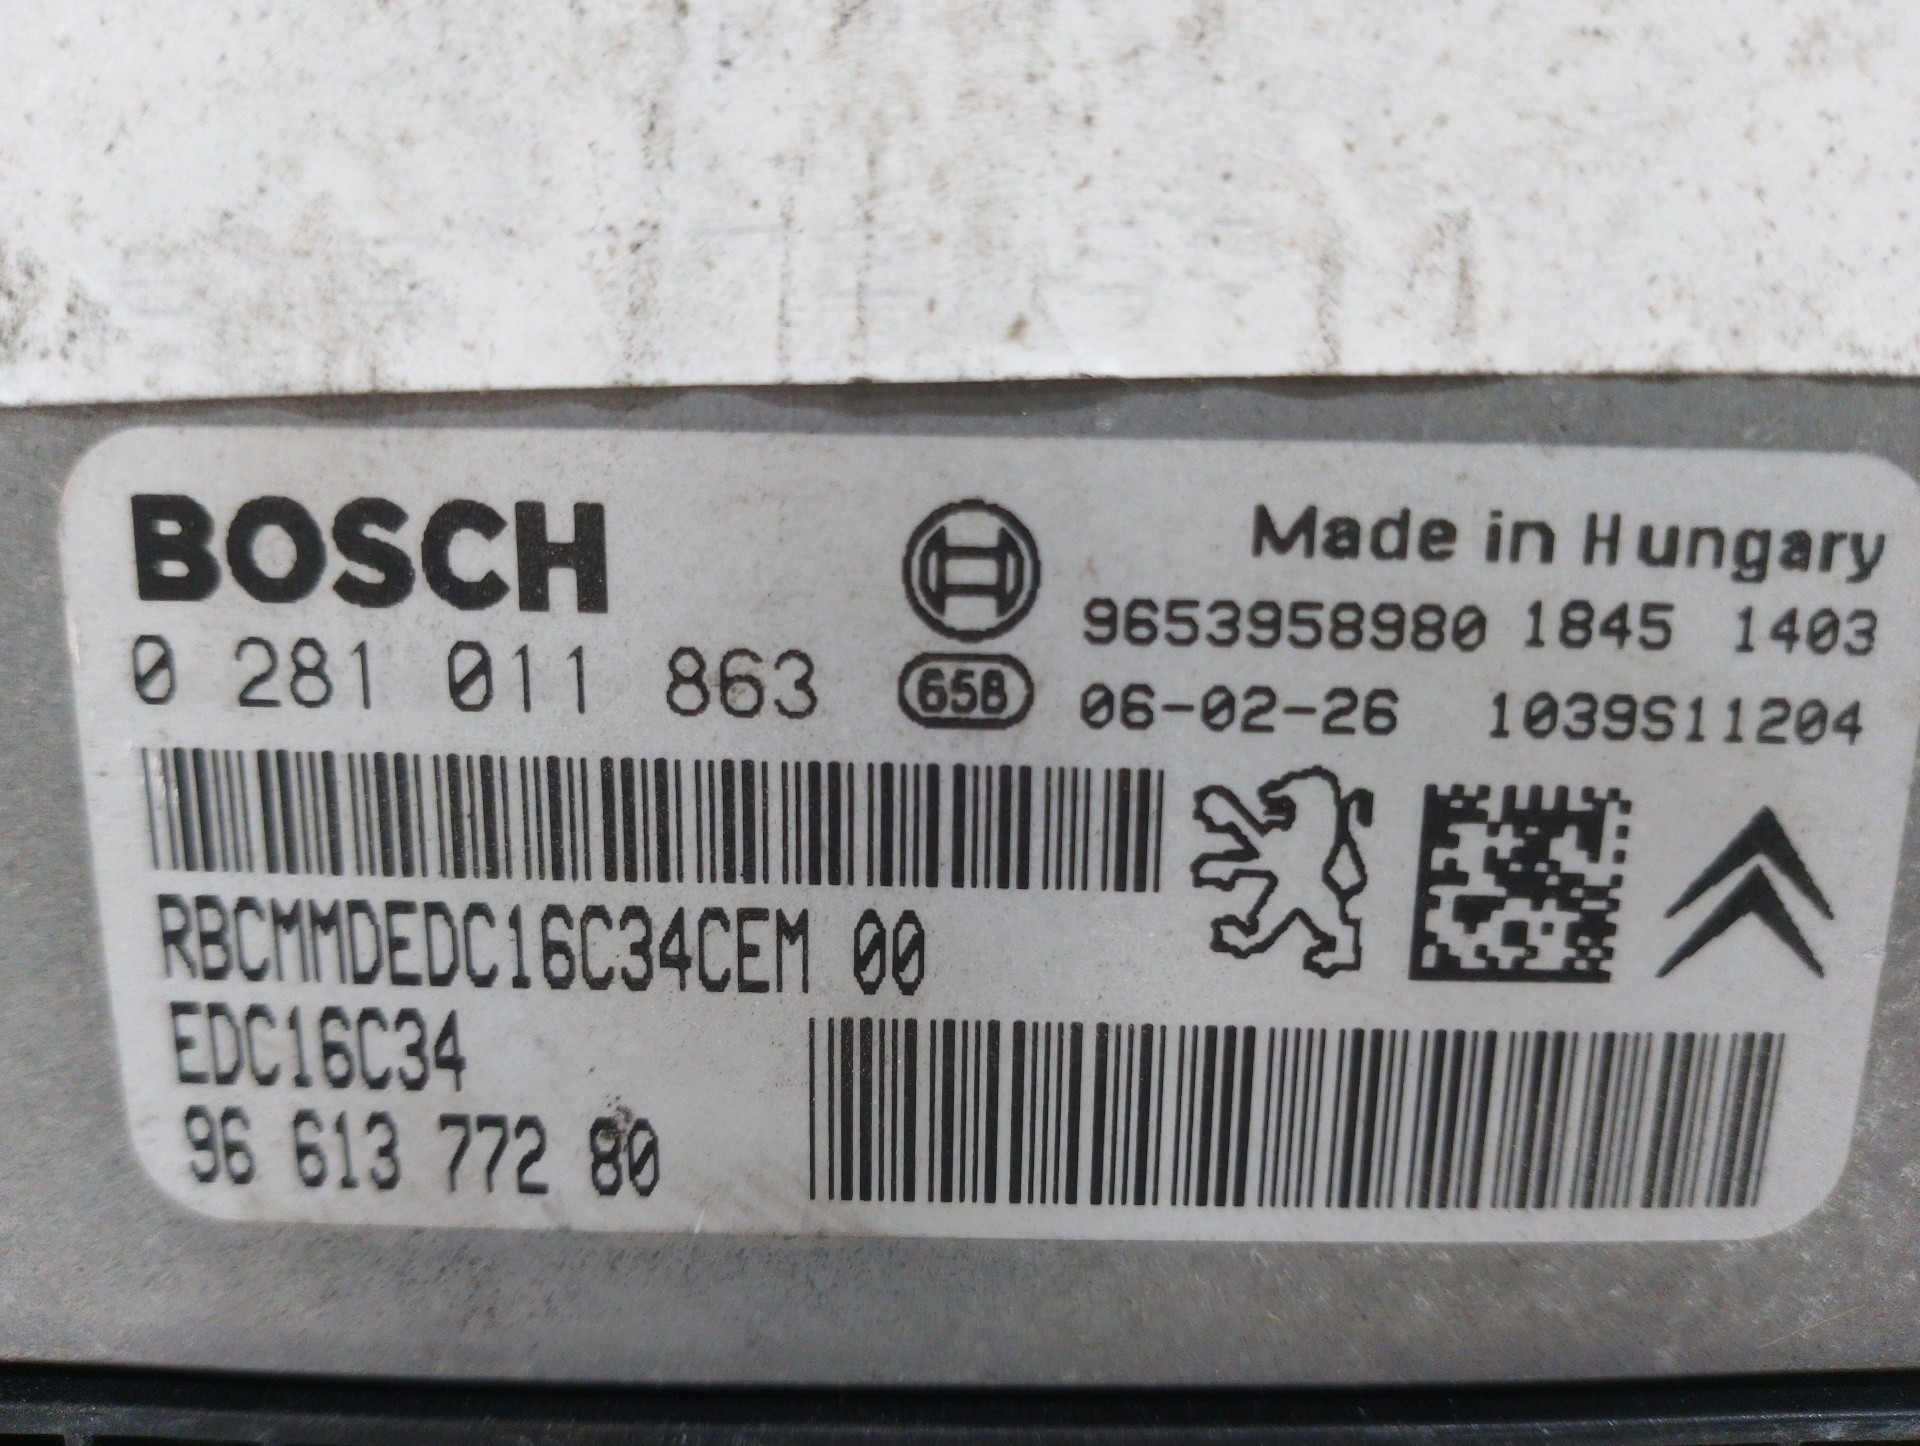 BOSCH
Made in Hungary
9653958980 1845 1403
0 281 011 863
658
06-02-26 1039S11204
RBCMMDEDC16C34CEM 00
EDC16C34
96 613 772 80